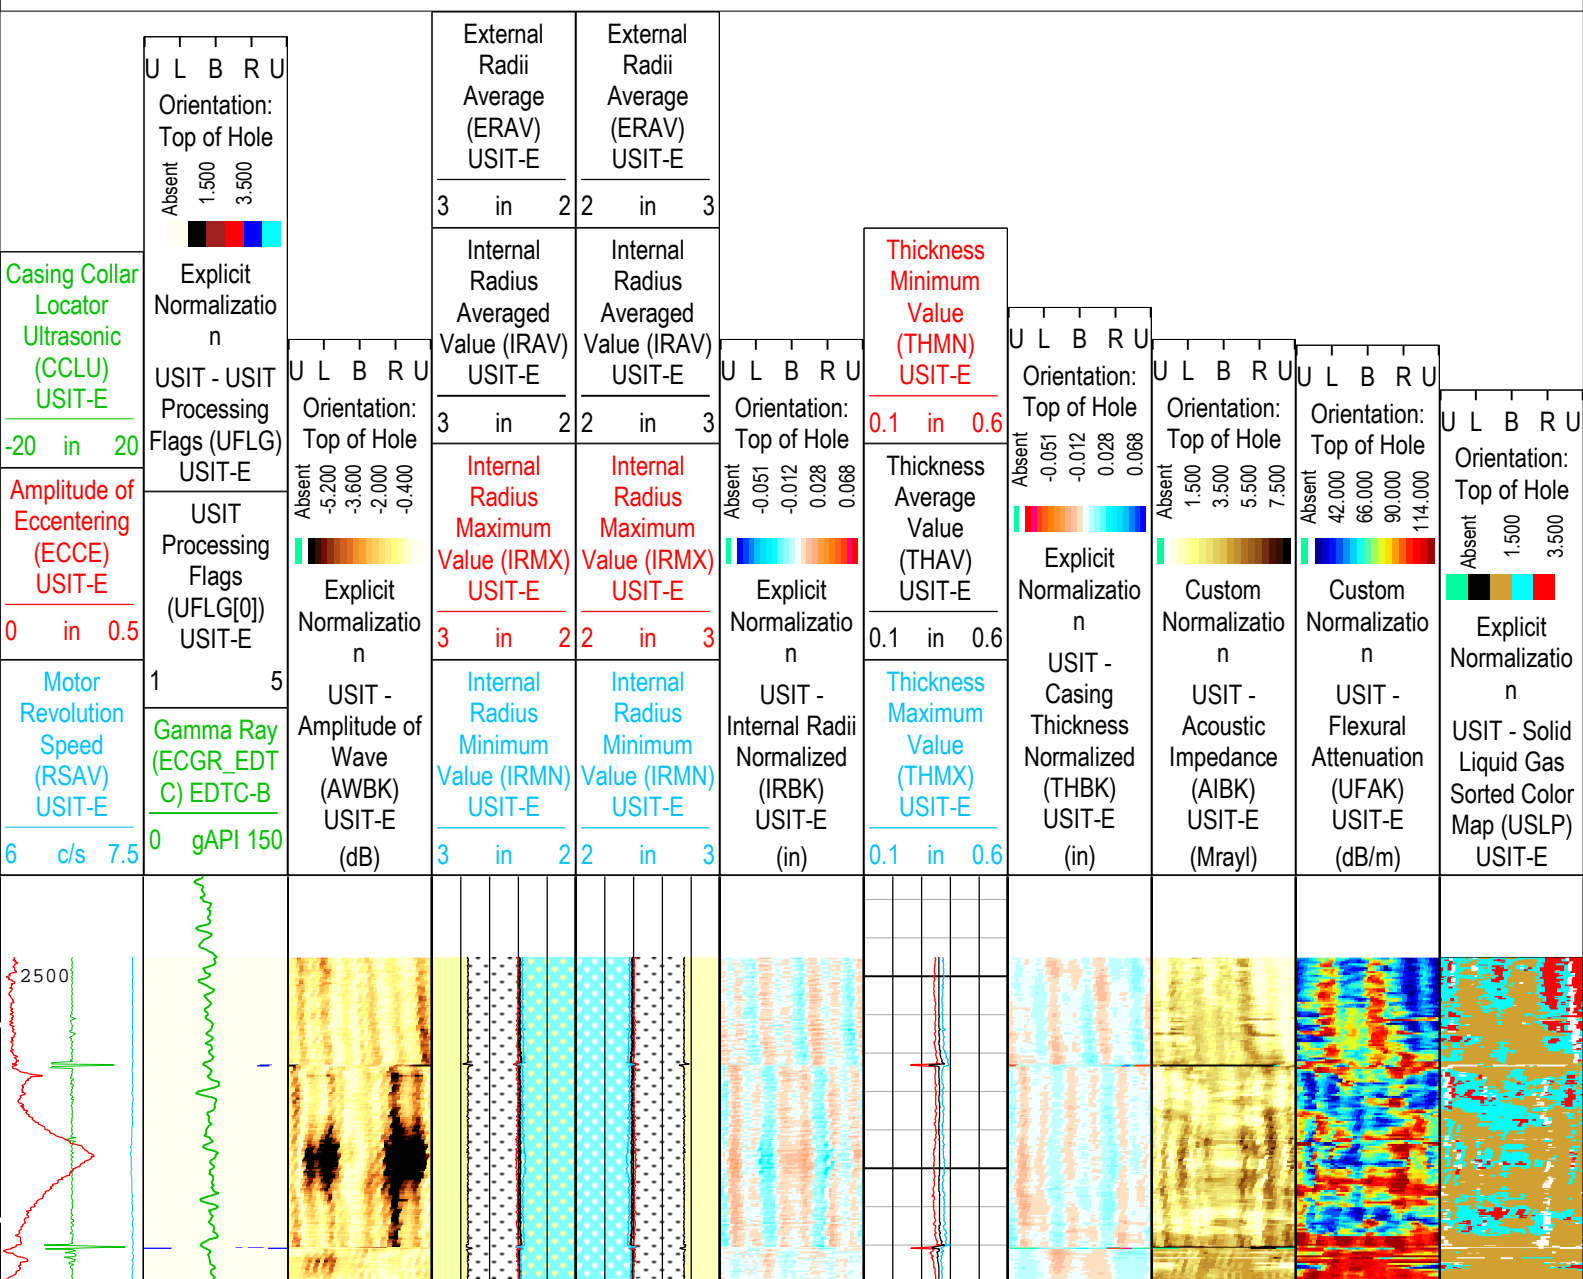 Casing Collar
Locator
Ultrasonic
(CCLU)
USIT-E
-20 in 20
Amplitude of
Eccentering
(ECCE)
USIT-E
0 in 0.5
Motor
Revolution
Speed
(RSAV)
USIT-E
6 c/s 7.5
2500
U L B R U
Orientation:
Top of Hole
Absent
1.500
3.500
Explicit
Normalizatio
n
USIT - USIT
Processing
Flags (UFLG)
USIT-E
USIT
Processing
Flags
(UFLG[0])
USIT-E
1 5
Gamma Ray
(ECGR_EDT
C) EDTC-B
0 gAPI 150
U L B R U
Orientation:
Top of Hole
Absent
-5.200
-3.600
-2.000
-0.400
Explicit
Normalizatio
n
USIT -
Amplitude of
Wave
(AWBK)
USIT-E
(dB)
External
Radii
Average
(ERAV)
USIT-E
3 in 2
Internal
Radius
Averaged
Value (IRAV)
USIT-E
3 in 2
Internal
Radius
Maximum
Value (IRMX)
USIT-E
3 in 2
Internal
Radius
Minimum
Value (IRMN)
USIT-E
3 in 2
External
Radii
Average
(ERAV)
USIT-E
2 in 3
Internal
Radius
Averaged
Value (IRAV)
USIT-E
2 in 3
Internal
Radius
Maximum
Value (IRMX)
USIT-E
2 in 3
Internal
Radius
Minimum
Value (IRMN)
USIT-E
2 in 3
U L B R U
Orientation:
Top of Hole
Absent
-0.051
-0.012
0.028
0.068
Explicit
Normalizatio
n
USIT -
Internal Radii
Normalized
(IRBK)
USIT-E
(in)
Thickness
Minimum
Value
(THMN)
USIT-E
0.1 in 0.6
Thickness
Average
Value
(THAV)
USIT-E
0.1 in 0.6
Thickness
Maximum
Value
(THMX)
USIT-E
0.1 in 0.6
U L B R U
Orientation:
Top of Hole
Absent
-0.051
-0.012
0.028
0.068
Explicit
Normalizatio
n
USIT -
Casing
Thickness
Normalized
(THBK)
USIT-E
(in)
U L B R U
Orientation:
Top of Hole
Absent
1.500
3.500
5.500
7.500
Custom
Normalizatio
n
USIT -
Acoustic
Impedance
(AIBK)
USIT-E
(Mrayl)
U L B R U
Orientation:
Top of Hole
Absent
42.000
66.000
90.000
114.000
Custom
Normalizatio
n
USIT -
Flexural
Attenuation
(UFAK)
USIT-E
(dB/m)
U L B R U
Orientation:
Top of Hole
Absent
1.500
3.500
Explicit
Normalizatio
n
USIT - Solid
Liquid Gas
Sorted Color
Map (USLP)
USIT-E